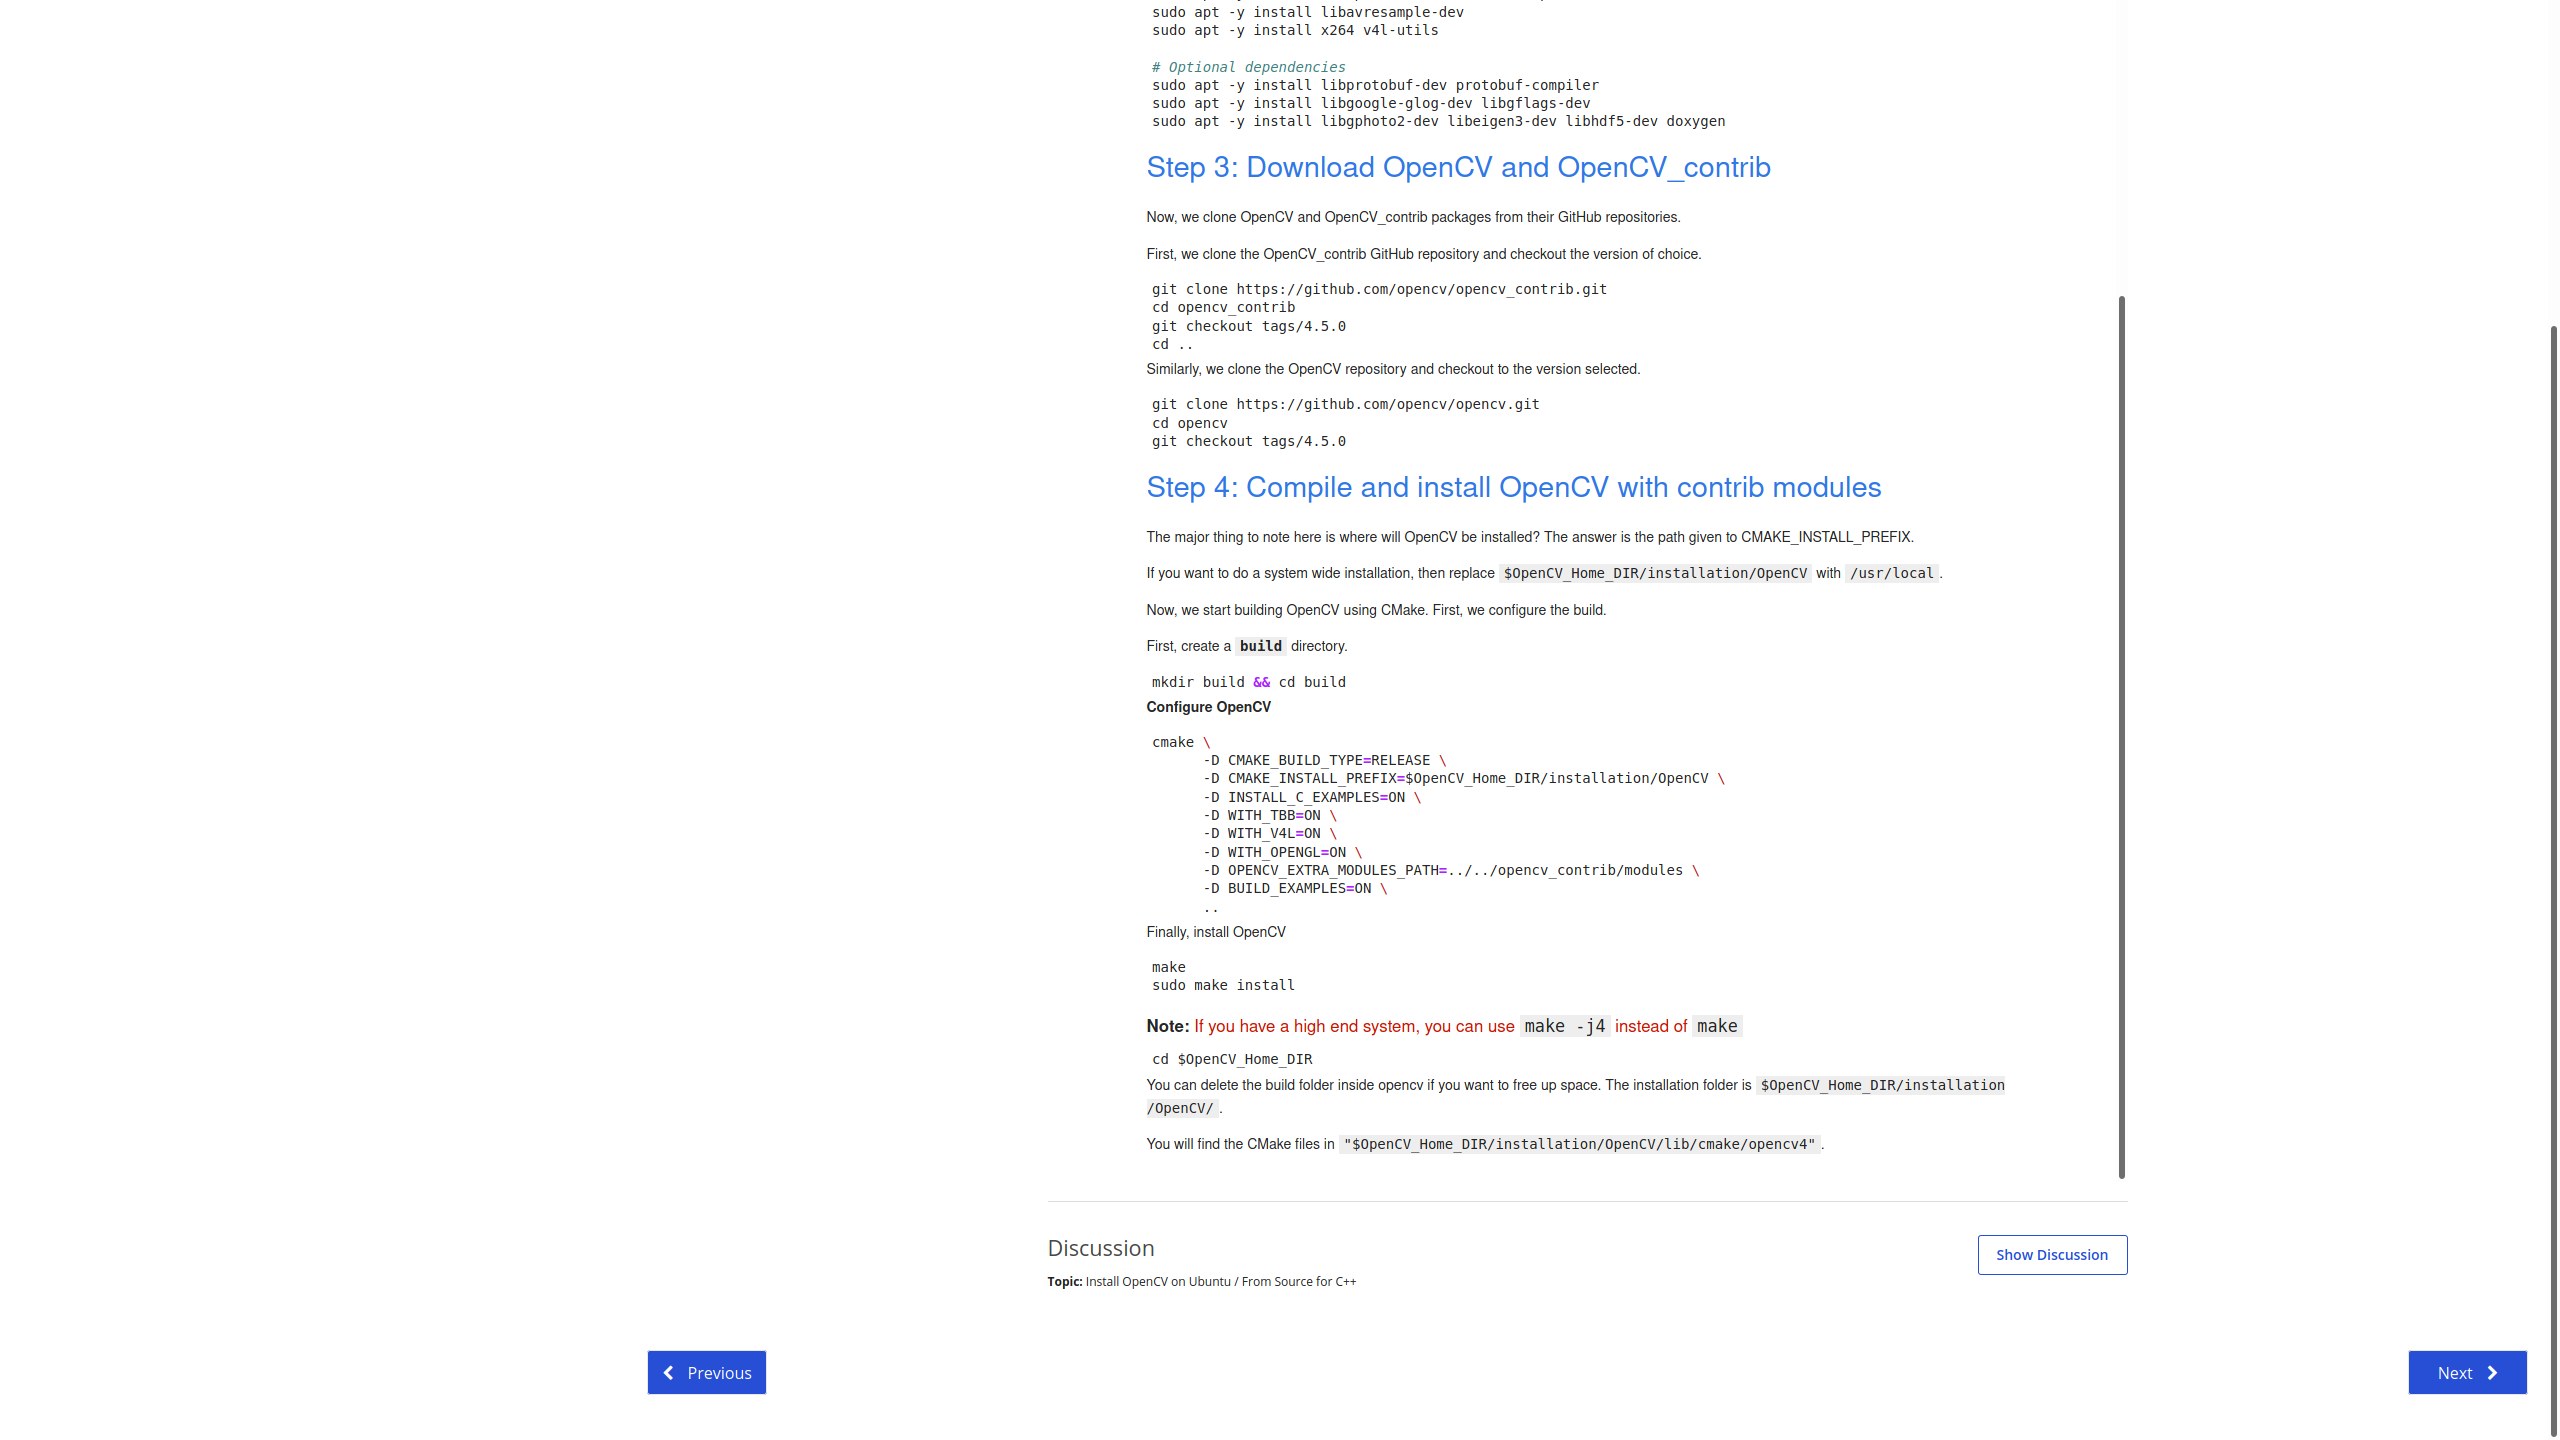 sudo apt -y install libavresample-dev
sudo apt -y install x264 v4l-utils
# Optional dependencies
sudo apt -y install libprotobuf-dev protobuf-compiler
sudo apt -y install libgoogle-glog-dev libgflags-dev
sudo apt -y install libgphoto2-dev libeigen3-dev libhdf5-dev doxygen
Step 3: Download OpenCV and OpenCV_contrib
Now, we clone OpenCV and OpenCV_contrib packages from their GitHub repositories.
First, we clone the OpenCV_contrib GitHub repository and checkout the version of choice.
git clone https://github.com/opencv/opencv_contrib.git
cd opencv_contrib
git checkout tags/4.5.0
cd ..
Similarly, we clone the OpenCV repository and checkout to the version selected.
git clone https://github.com/opencv/opencv.git
cd opencv
git checkout tags/4.5.0
Step 4: Compile and install OpenCV with contrib modules
The major thing to note here is where will OpenCV be installed? The answer is the path given to CMAKE_INSTALL_PREFIX.
If you want to do a system wide installation, then replace $OpenCV_Home_DIR/installation/OpenCV with /usr/local .
Now, we start building OpenCV using CMake. First, we configure the build.
First, create a build directory.
mkdir build && cd build
Configure OpenCV
cmake \
-D CMAKE_BUILD_TYPE=RELEASE \
-D CMAKE_INSTALL_PREFIX=$OpenCV_Home_DIR/installation/OpenCV \
-D INSTALL_C_EXAMPLES=ON \
-D WITH_TBB=ON \
-D WITH_V4L=ON \
-D WITH_OPENGL=ON \
-D OPENCV_EXTRA_MODULES_PATH=../../opencv_contrib/modules \
-D BUILD_EXAMPLES=ON \
..
Finally, install OpenCV
make
sudo make install
Note: If you have a high end system, you can use make -j4 instead of make
cd $OpenCV_Home_DIR
You can delete the build folder inside opencv if you want to free up space. The installation folder is $OpenCV_Home_DIR/installation
/OpenCV/ .
You will find the CMake files in "$OpenCV_Home_DIR/installation/OpenCV/lib/cmake/opencv4" .
Discussion
Show Discussion
Topic: Install OpenCV on Ubuntu / From Source for C++
Previous
Next